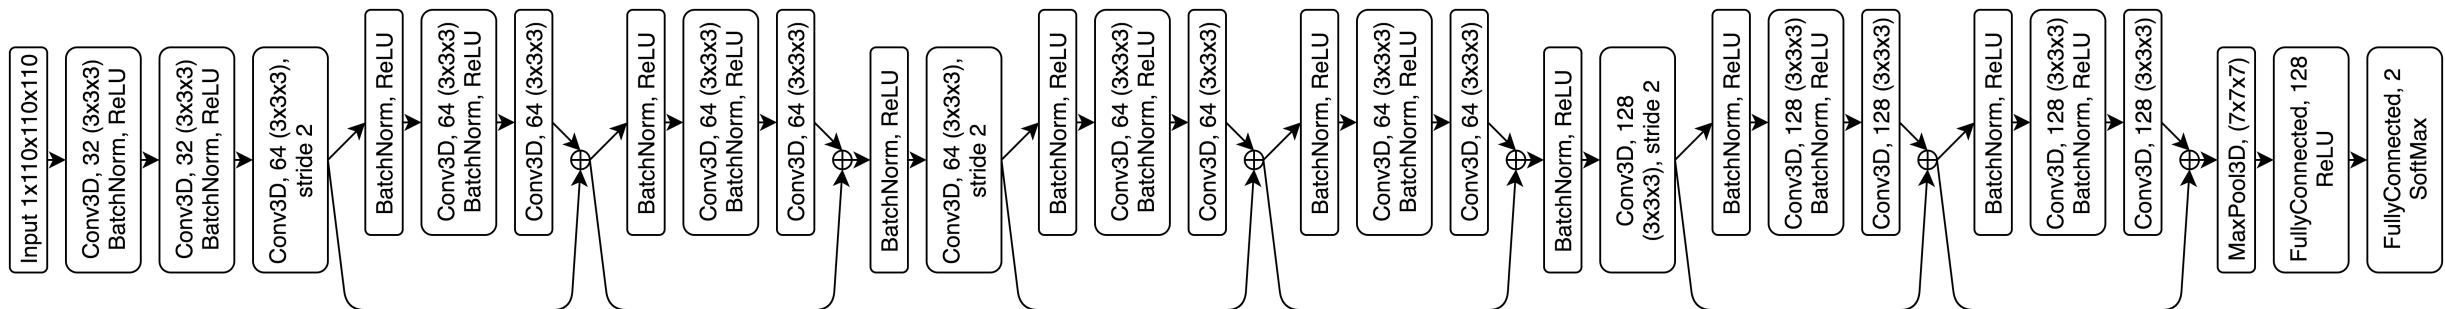 Input 1x110x110x110
Conv3D, 32 (3x3x3)
BatchNorm, ReLU
Conv3D, 32 (3x3x3)
BatchNorm, ReLU
Conv3D, 64 (3x3x3),
stride 2
BatchNorm, ReLU
Conv3D, 64 (3x3x3)
BatchNorm, ReLU
Conv3D, 64 (3x3x3)
BatchNorm, ReLU
Conv3D, 64 (3x3x3)
BatchNorm, ReLU
Conv3D, 64 (3x3x3)
BatchNorm, ReLU
Conv3D, 64 (3x3x3),
stride 2
BatchNorm, ReLU
Conv3D, 64 (3x3x3)
BatchNorm, ReLU
Conv3D, 64 (3x3x3)
BatchNorm, ReLU
Conv3D, 64 (3x3x3)
BatchNorm, ReLU
Conv3D, 64 (3x3x3)
BatchNorm, ReLU
Conv3D, 128
(3x3x3), stride 2
BatchNorm, ReLU
Conv3D, 128 (3x3x3)
BatchNorm, ReLU
Conv3D, 128 (3x3x3)
BatchNorm, ReLU
Conv3D, 128 (3x3x3)
BatchNorm, ReLU
Conv3D, 128 (3x3x3)
MaxPool3D, (7x7x7)
FullyConnected, 128
ReLU
FullyConnected, 2
SoftMax